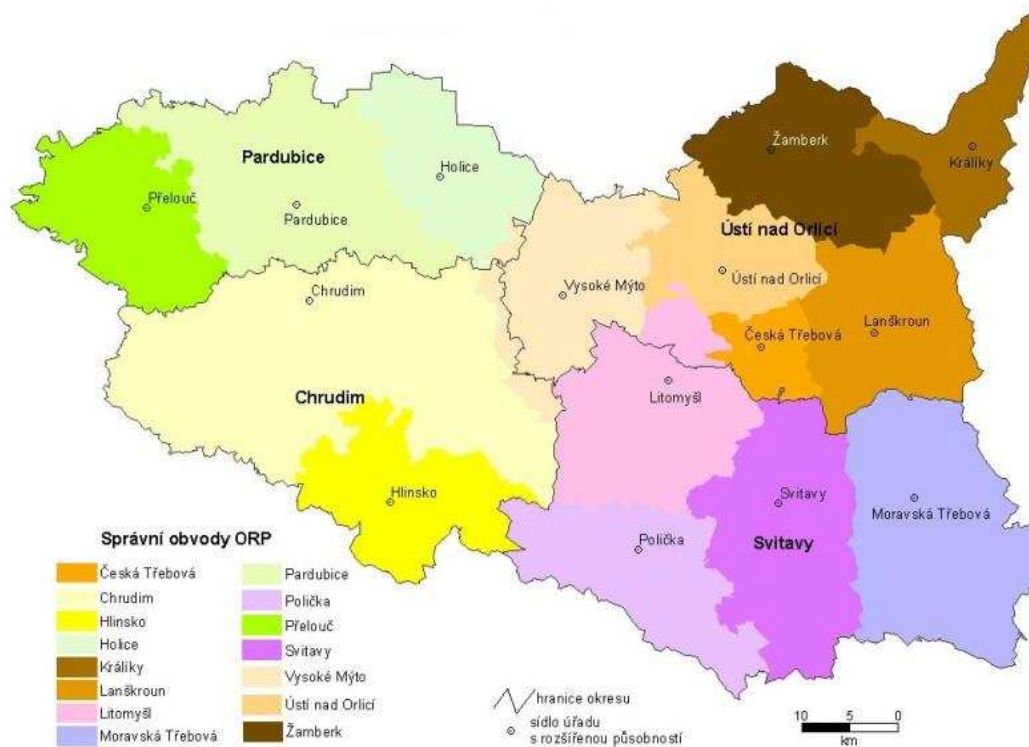 Žamberk
Králíky
Pardubice
Holice
Přelouč
Pardubice
Ústí nad Orlicí
Ústí nad Orlicí
Vysoké Mýto
Chrudim
Lanškroun
Česká Třebová
Litomyšl
Chrudim
Hlinsko
Svitavy
Moravská Třebová
Polička
Svitavy
Správní obvody ORP
Česká Třebová
Chrudim
Hlinsko
Holice
Králíky
Lanškroun
Litomyšl
Moravská Třebová
Pardubice
Polička
Přelouč
Svitavy
Vysoké Mýto
Ústí nad Orlicí
Žamberk
hranice okresu
sídlo úřadu
s rozšířenou působností
10 5 0
km